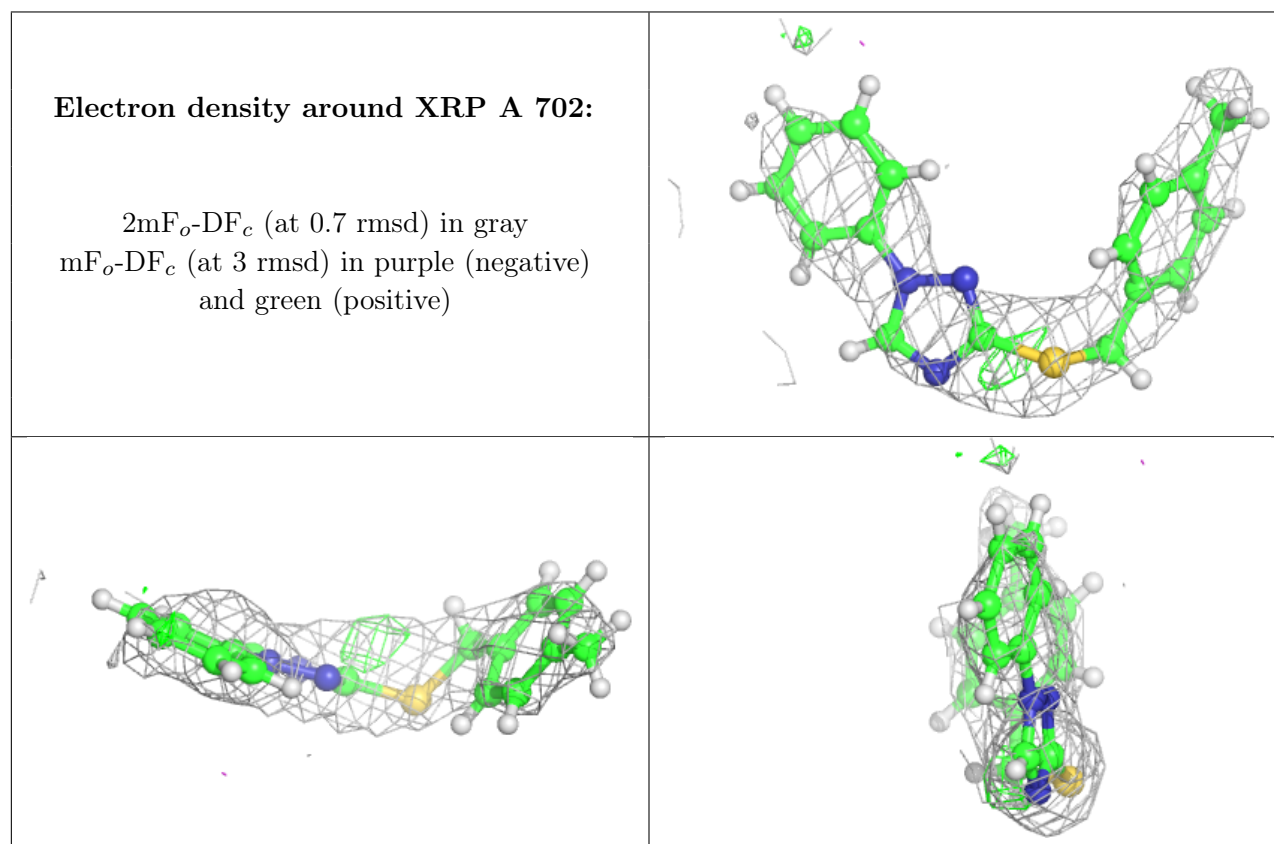 Electron density around XRP A 702:
2mFo-DFc (at 0.7 rmsd) in gray
mFo-DFc (at 3 rmsd) in purple (negative)
and green (positive)